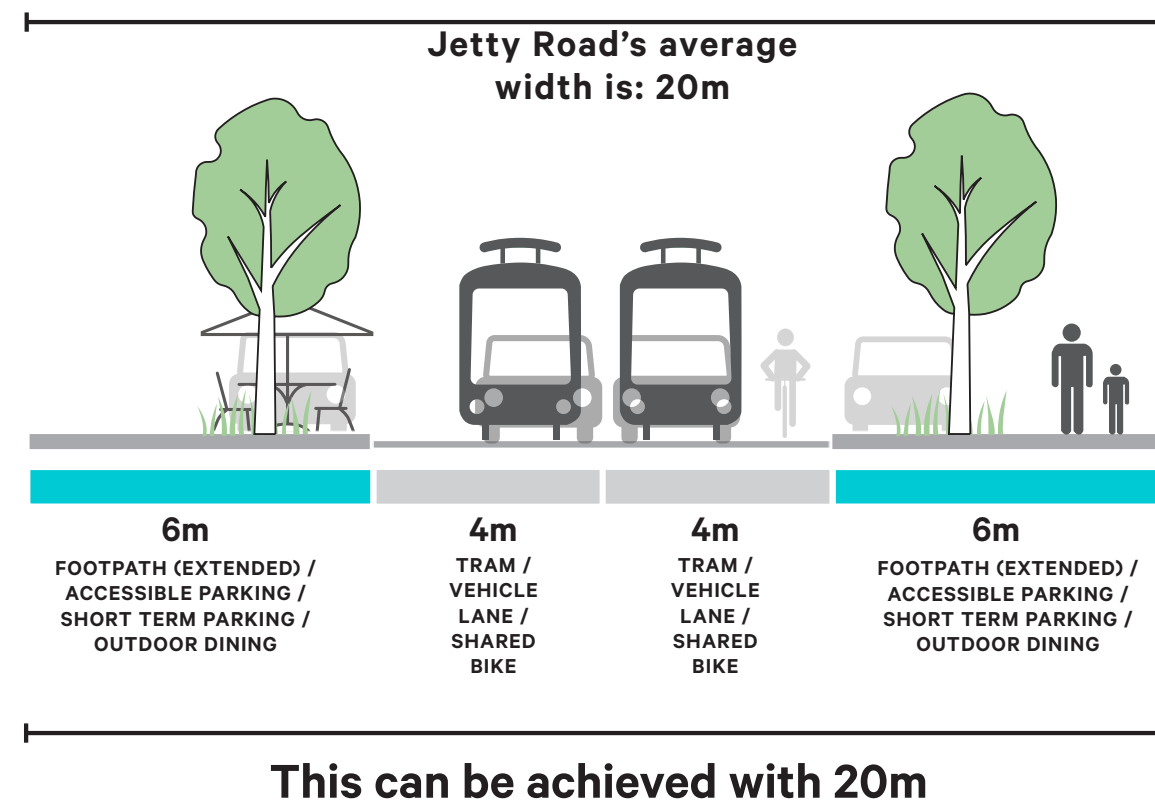 Jetty Road’s average
width is: 20m
6m
FOOTPATH (EXTENDED) /
ACCESSIBLE PARKING /
SHORT TERM PARKING /
OUTDOOR DINING
4m
TRAM /
VEHICLE
LANE /
SHARED
BIKE
4m
TRAM /
VEHICLE
LANE /
SHARED
BIKE
6m
FOOTPATH (EXTENDED) /
ACCESSIBLE PARKING /
SHORT TERM PARKING /
OUTDOOR DINING
This can be achieved with 20m